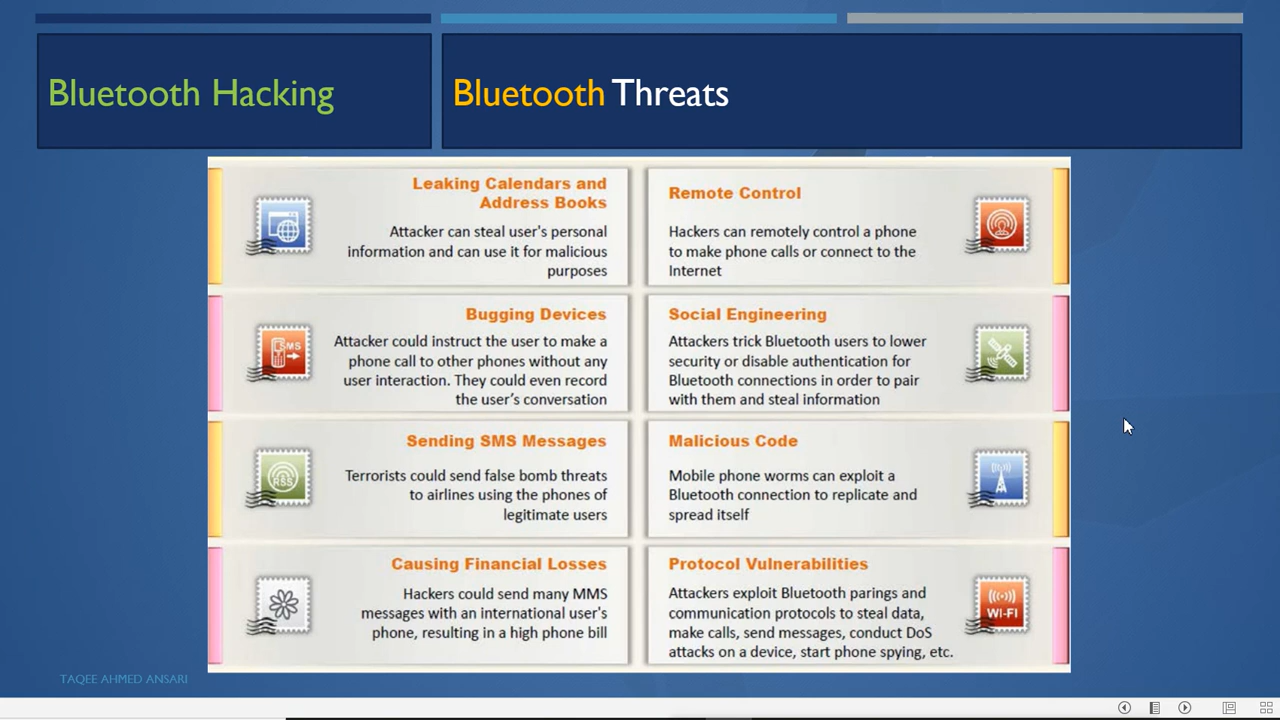 Bluetooth Hacking
Bluetooth Threats
Leaking Calendars and
Address Books
Attacker can steal user's personal
information and can use it for malicious
purposes
Remote Control
Hackers can remotely control a phone
to make phone calls or connect to the
Internet
Bugging Devices
Attacker could instruct the user to make a
phone call to other phones without any
user interaction. They could even record
the user's conversation
SMS
Social Engineering
Attackers trick Bluetooth users to lower
security or disable authentication for
Bluetooth connections in order to pair
with them and steal information
Sending SMS Messages
Terrorists could send false bomb threats
to airlines using the phones of
legitimate users
RSS
Malicious Code
Mobile phone worms can exploit a
Bluetooth connection to replicate and
spread itself
Causing Financial Losses
Hackers could send many MMS
messages with an international user's
phone, resulting in a high phone bill
Protocol Vulnerabilities
Attackers exploit Bluetooth parings and
communication protocols to steal data,
make calls, send messages, conduct DoS
attacks on a device, start phone spying, etc.
WI-FI
TAQEE AHMED ANSARI